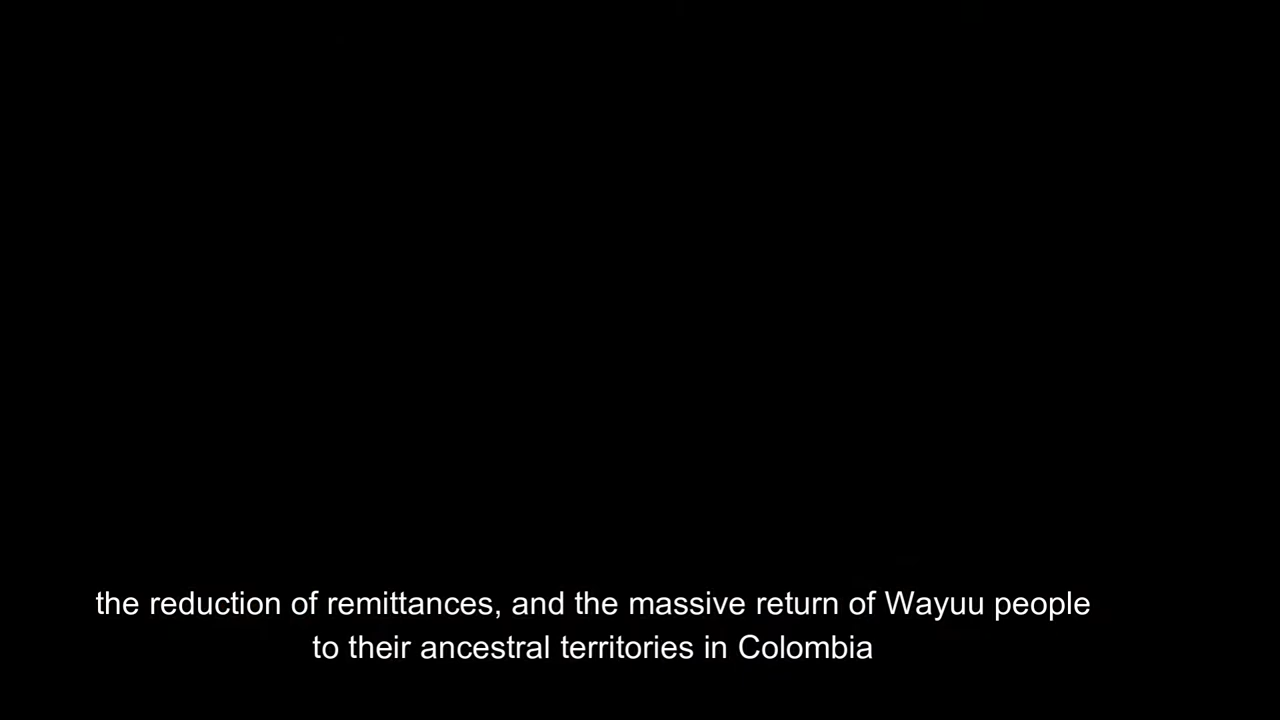 the reduction of remittances, and the massive return of Wayuu people
to their ancestral territories in Colombia